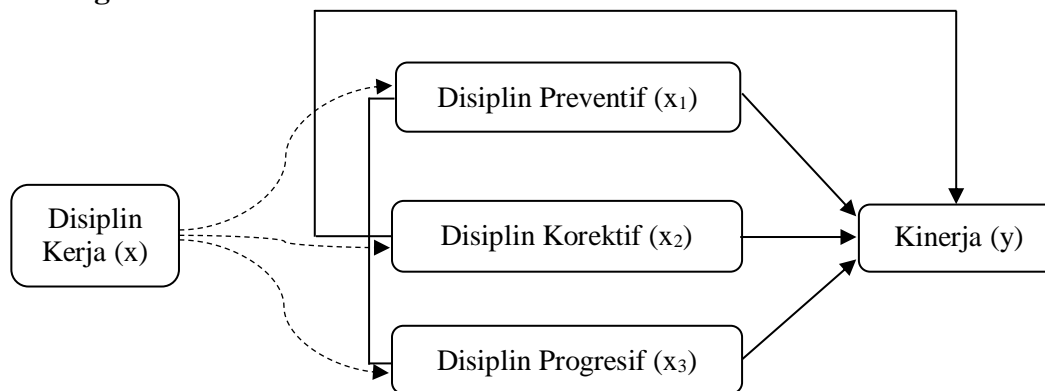 Disiplin Preventif (x₁)
Disiplin
Kerja (x)
Disiplin Korektif (x₂)
Kinerja (y)
Disiplin Progresif (x₃)